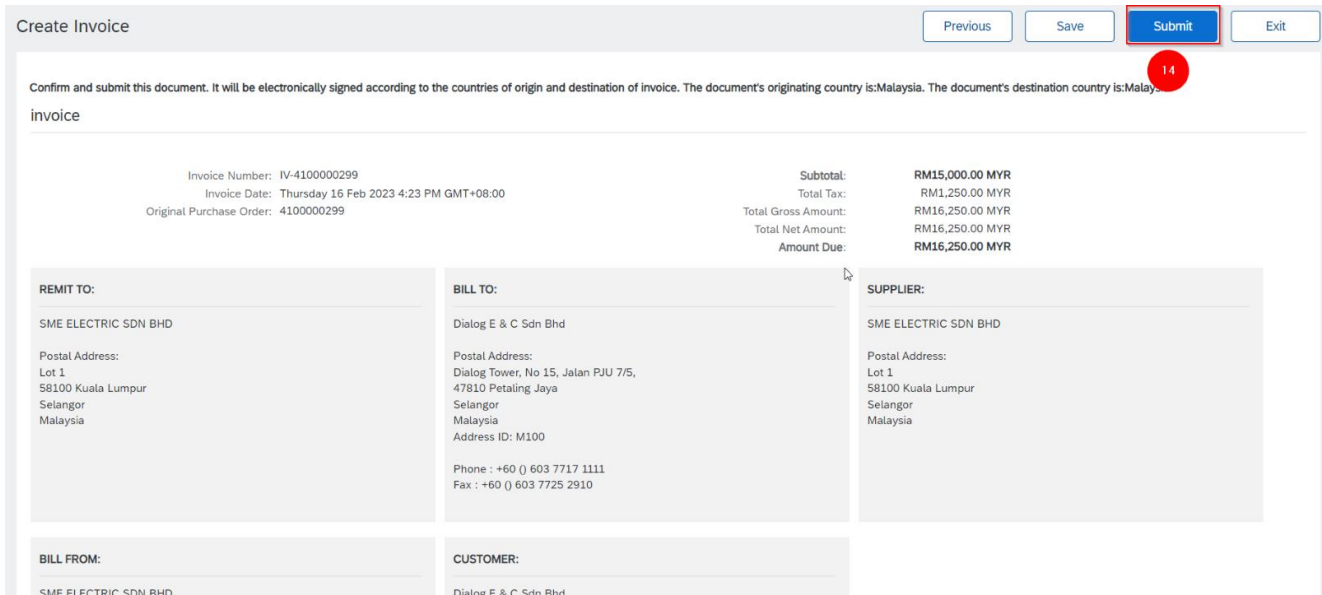 Create Invoice
Previous
Save
Submit
Exit
14
Confirm and submit this document. It will be electronically signed according to the countries of origin and destination of invoice. The document's originating country is:Malaysia. The document's destination country is:Malays
invoice
Invoice Number: IV-4100000299
Invoice Date: Thursday 16 Feb 2023 4:23 PM GMT+08:00
Original Purchase Order: 4100000299
Subtotal: RM15,000.00 MYR
Total Tax: RM1,250.00 MYR
Total Gross Amount: RM16,250.00 MYR
Total Net Amount: RM16,250.00 MYR
Amount Due: RM16,250.00 MYR
REMIT TO:
SME ELECTRIC SDN BHD
Postal Address:
Lot 1
58100 Kuala Lumpur
Selangor
Malaysia
BILL TO:
Dialog E & C Sdn Bhd
Postal Address:
Dialog Tower, No 15, Jalan PJU 7/5,
47810 Petaling Jaya
Selangor
Malaysia
Address ID: M100
Phone : +60 () 603 7717 1111
Fax : +60 () 603 7725 2910
SUPPLIER:
SME ELECTRIC SDN BHD
Postal Address:
Lot 1
58100 Kuala Lumpur
Selangor
Malaysia
BILL FROM:
SME ELECTRIC SDN BHD
CUSTOMER:
Dialog E & C Sdn Bhd